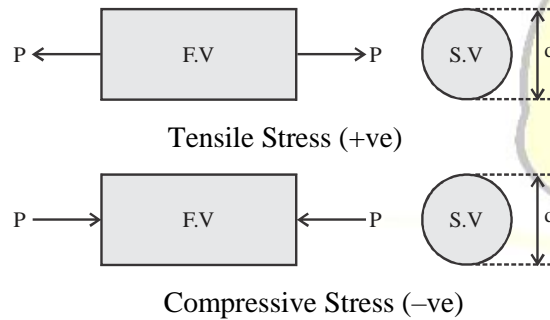 P F.V P S.V d
Tensile Stress (+ve)
P F.V P S.V d
Compressive Stress (–ve)